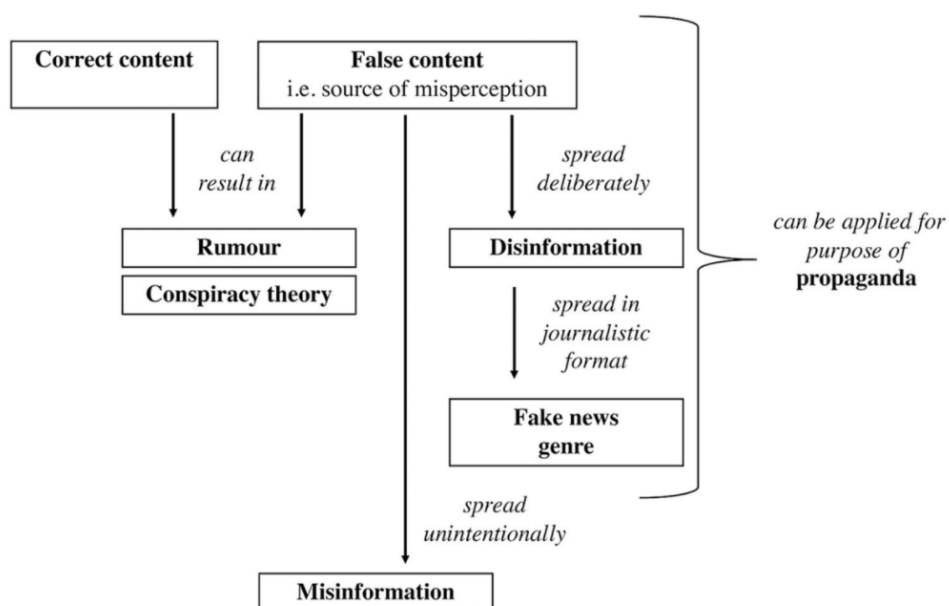 Correct content
False content
i.e. source of misperception
can
result in
spread
deliberately
Rumour
Conspiracy theory
Disinformation
can be applied for
purpose of
propaganda
spread in
journalistic
format
Fake news
genre
spread
unintentionally
Misinformation